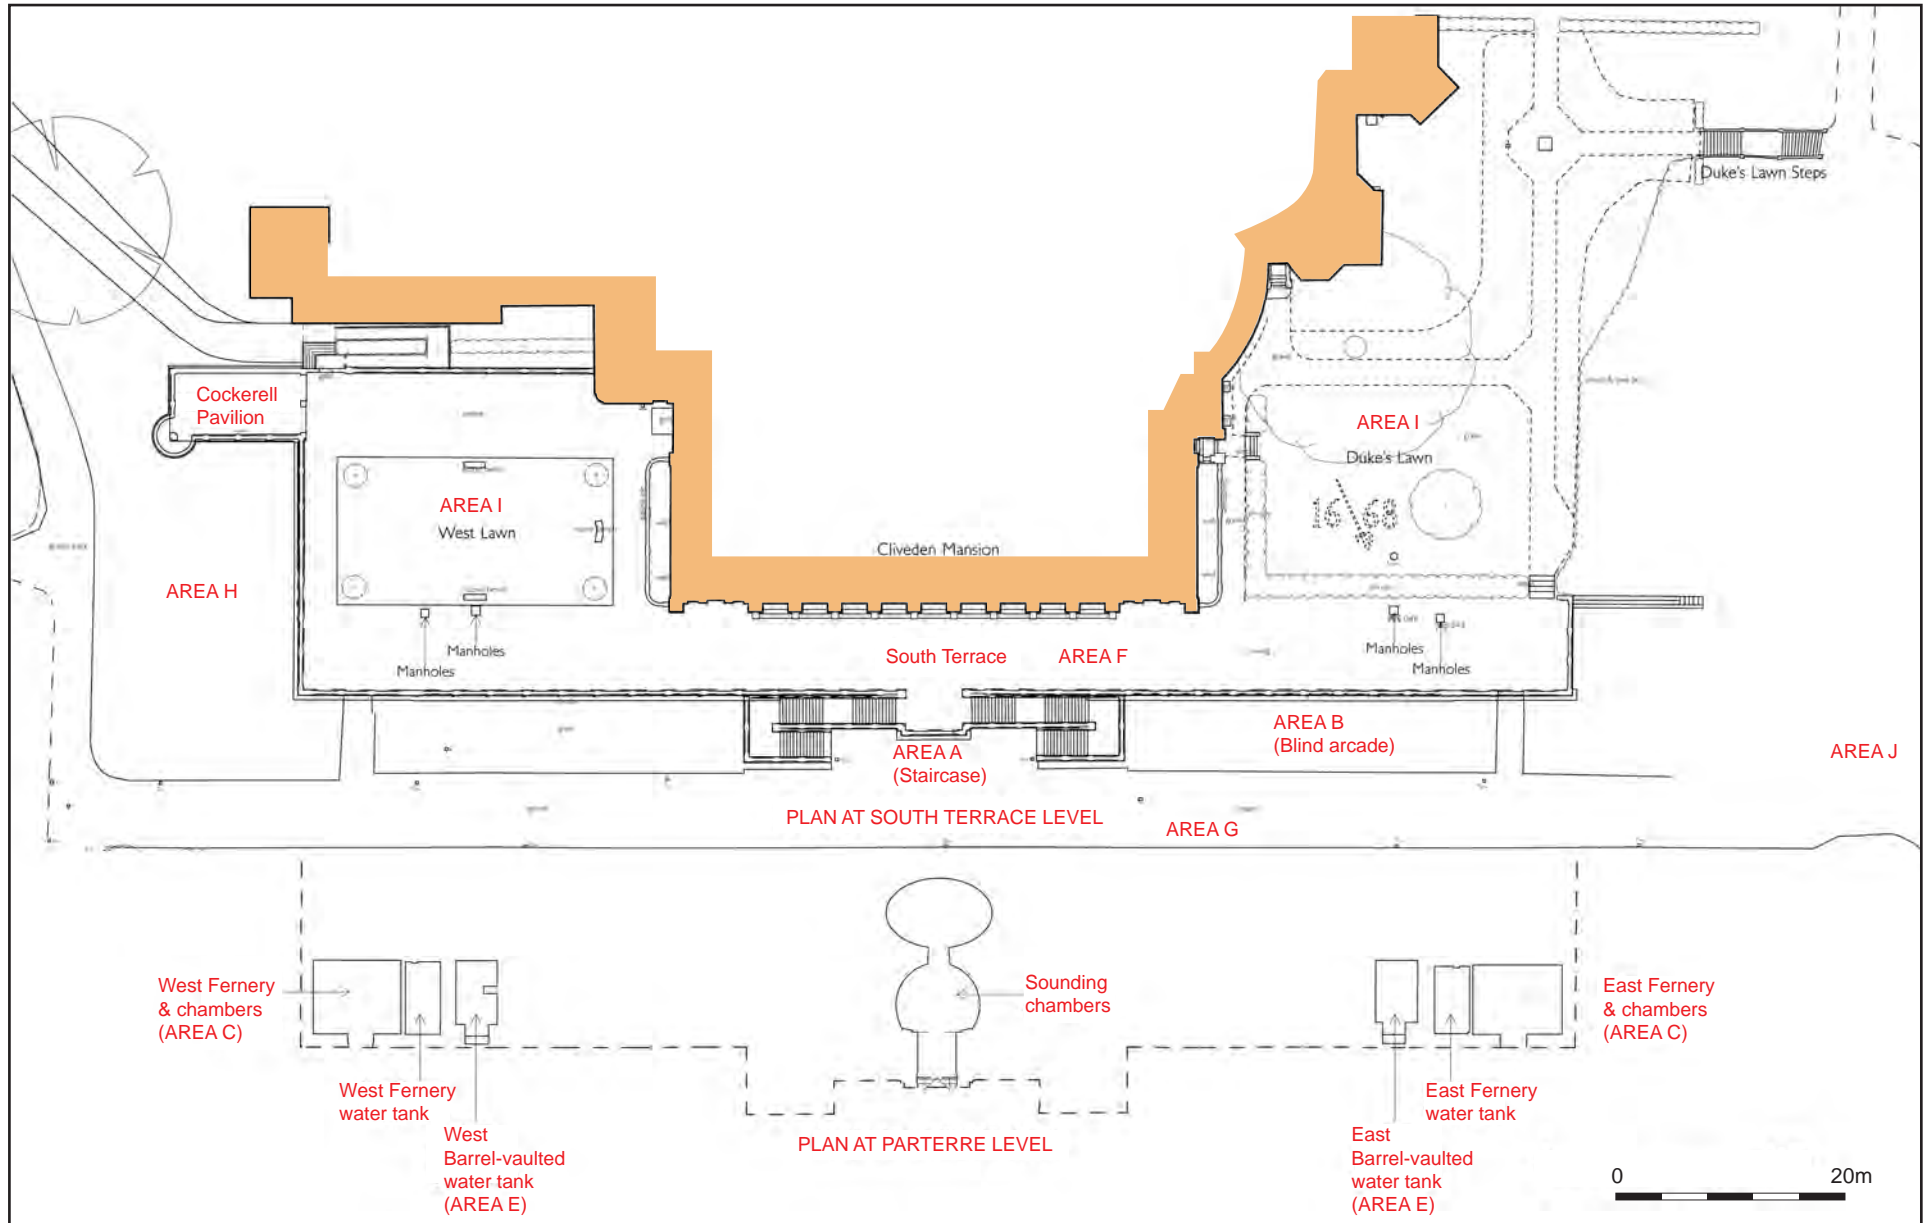 Duke's Lawn Steps
Cockerell
Pavilion
AREA I
West Lawn
AREA I
Duke's Lawn
16 68
Cliveden Mansion
AREA H
Manholes
Manholes
South Terrace
AREA F
Manholes
Manholes
AREA A
(Staircase)
AREA B
(Blind arcade)
AREA J
PLAN AT SOUTH TERRACE LEVEL
AREA G
West Fernery
& chambers
(AREA C)
Sounding
chambers
East Fernery
& chambers
(AREA C)
West Fernery
water tank
East Fernery
water tank
West
Barrel-vaulted
water tank
(AREA E)
PLAN AT PARTERRE LEVEL
East
Barrel-vaulted
water tank
(AREA E)
0
20m